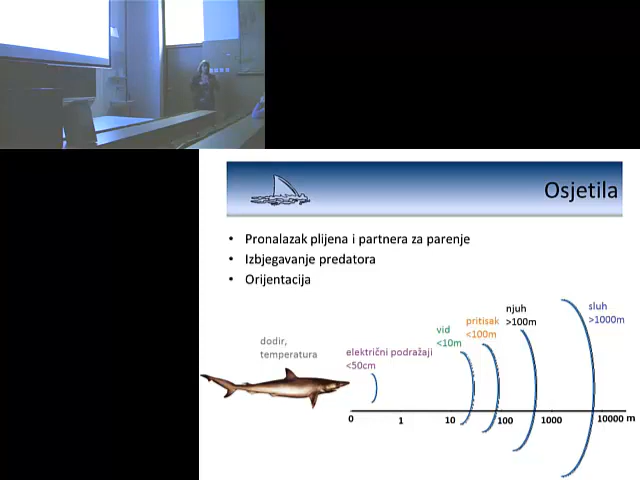 Osjetila
• Pronalazak plijena i partnera za parenje
• Izbjegavanje predatora
• Orijentacija
dodir,
temperatura
električni podražaji
<50cm
vid
<10m
pritisak
<100m
njuh
>100m
sluh
>1000m
0 1 10 100 1000 10000 m